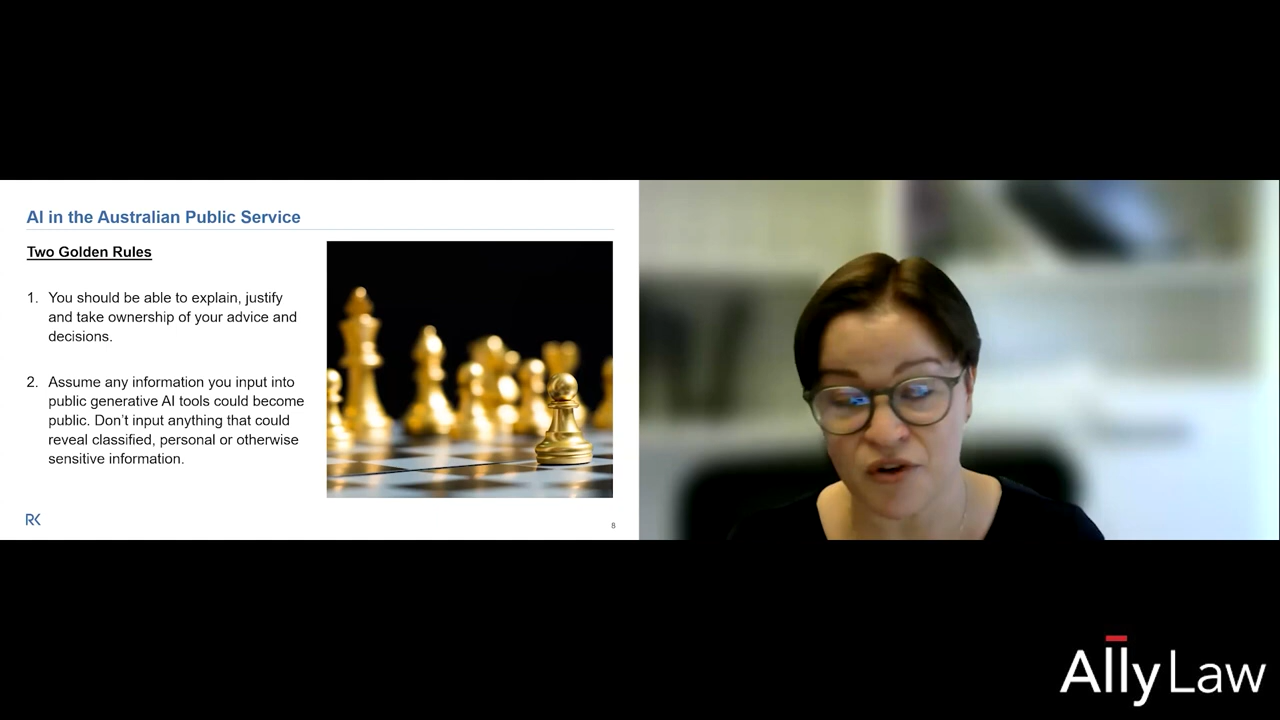 AI in the Australian Public Service
Two Golden Rules
1. You should be able to explain, justify
and take ownership of your advice and
decisions.
2. Assume any information you input into
public generative AI tools could become
public. Don’t input anything that could
reveal classified, personal or otherwise
sensitive information.
RK
8
Ally Law